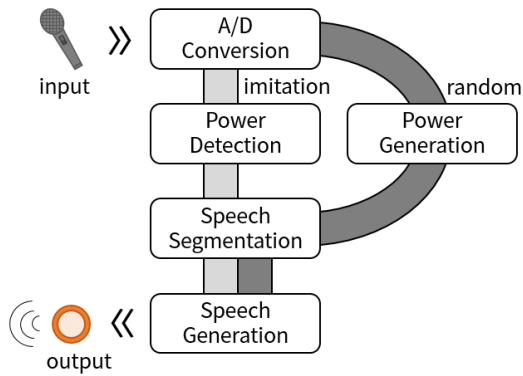 A/D
Conversion
input
imitation
random
Power
Detection
Power
Generation
Speech
Segmentation
Speech
Generation
output